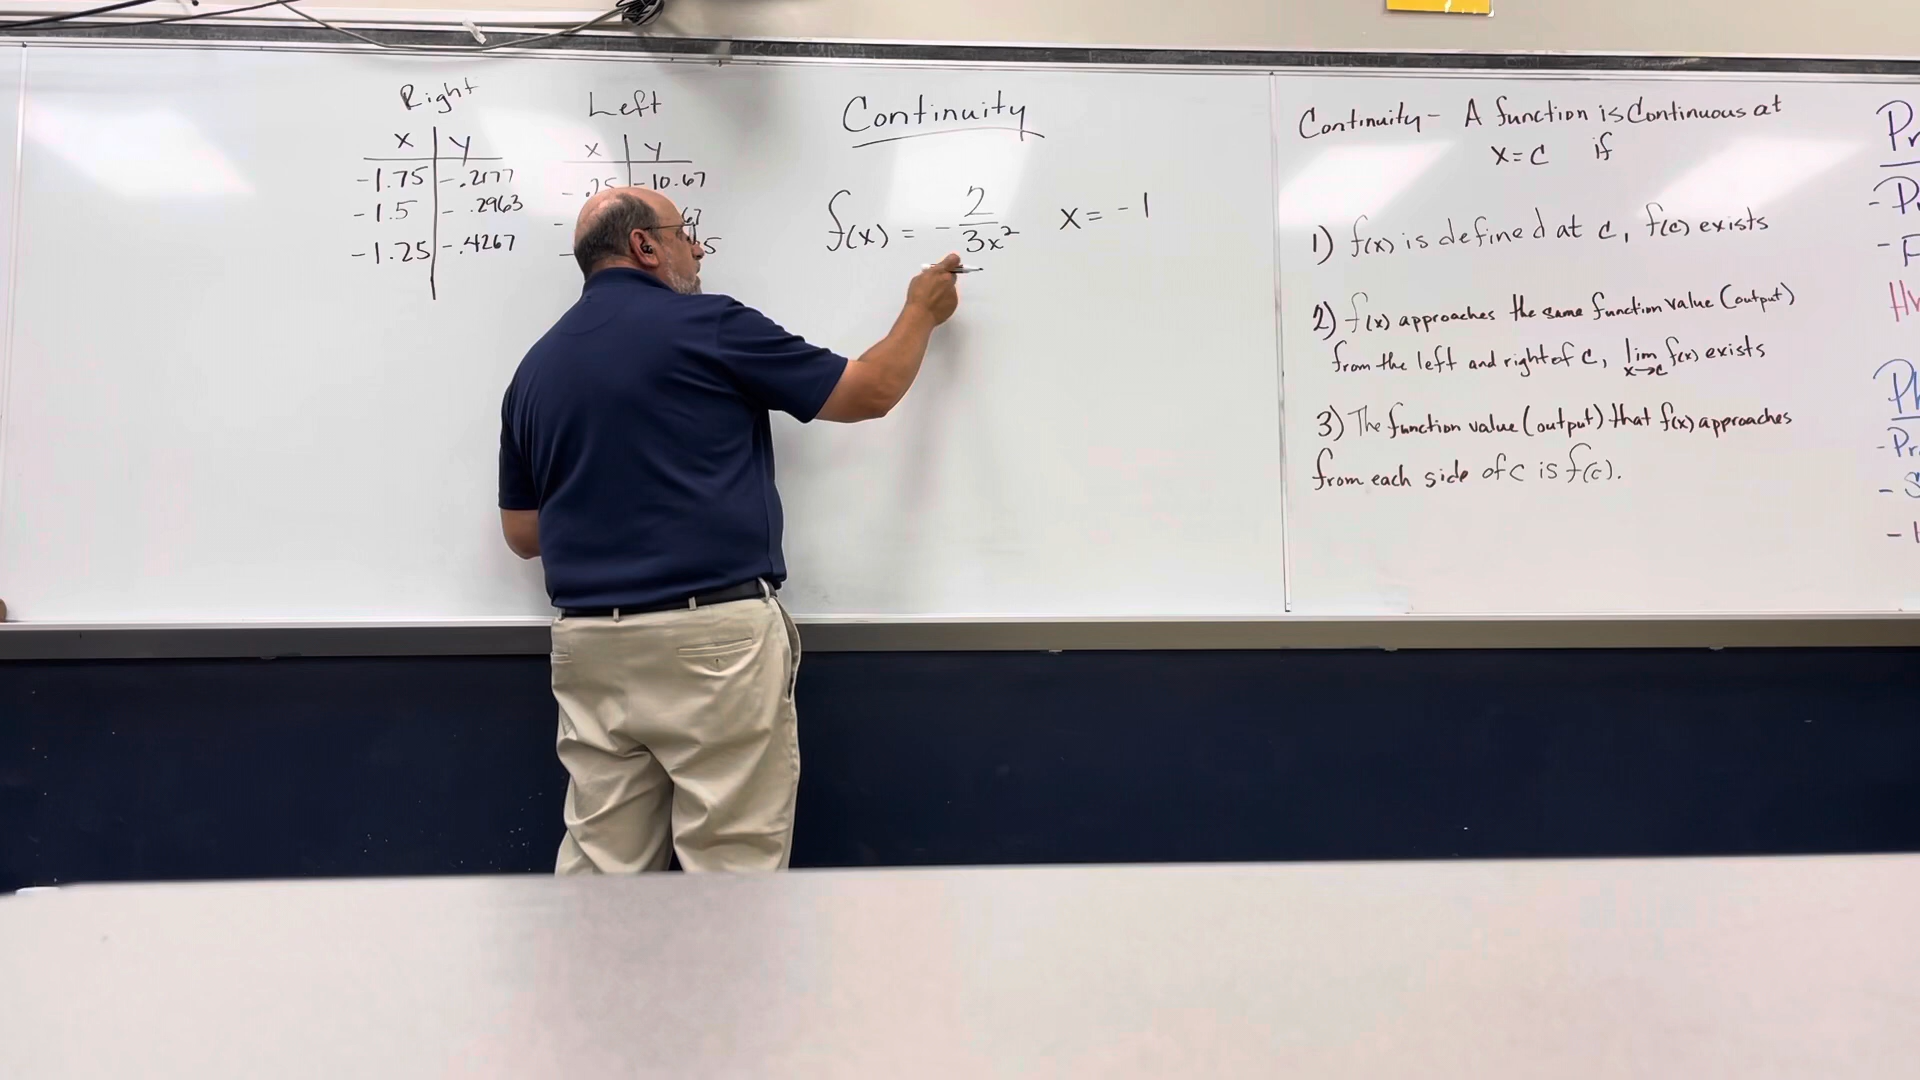 Right
x y
-1.75 -.2177
-1.5 -.2963
-1.25 -.4267
Left
x y
-.25 -10.67
Continuity
f(x) = - 2/3x² x = -1
Continuity - A function is Continuous at
x = c if
1) f(x) is defined at c, f(c) exists
2) f(x) approaches the same function value (output)
from the left and right of c, lim x→c f(x) exists
3) The function value (output) that f(x) approaches
from each side of c is f(c).